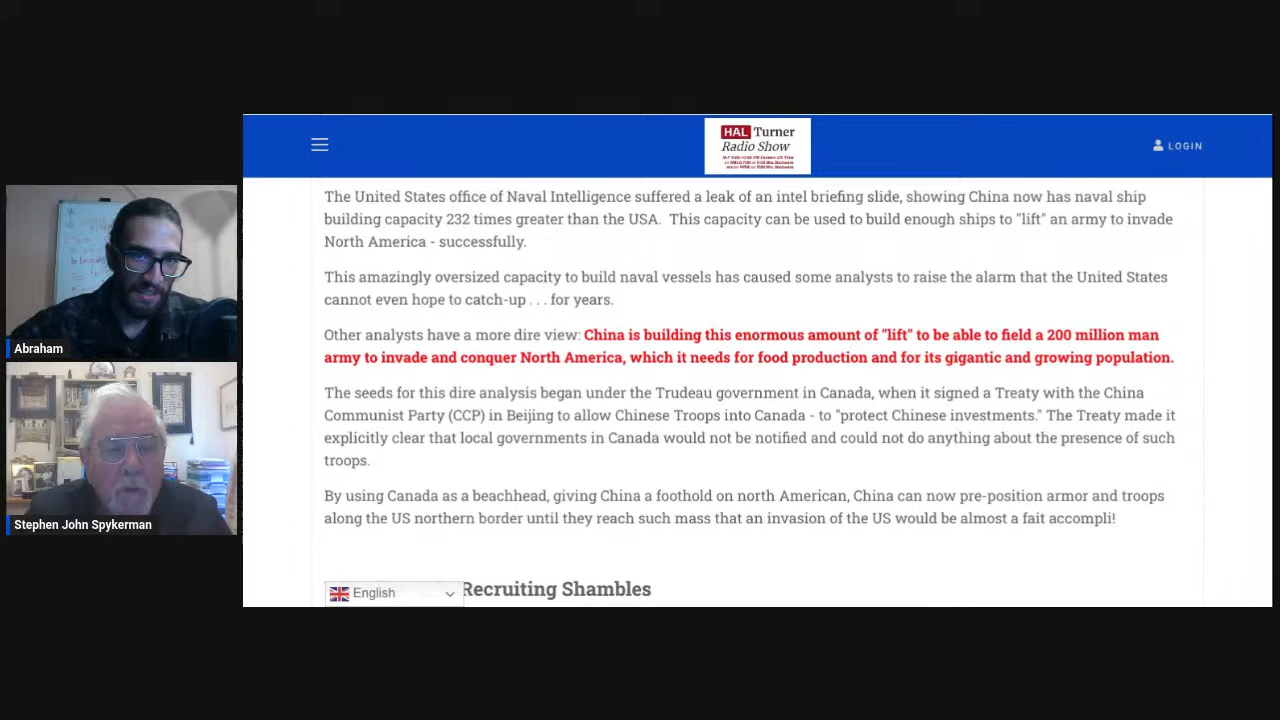 HAL Turner
Radio Show
LOGIN
The United States office of Naval Intelligence suffered a leak of an intel briefing slide, showing China now has naval ship
building capacity 232 times greater than the USA.  This capacity can be used to build enough ships to "lift" an army to invade
North America - successfully.
This amazingly oversized capacity to build naval vessels has caused some analysts to raise the alarm that the United States
cannot even hope to catch-up . . . for years.
Other analysts have a more dire view: China is building this enormous amount of "lift" to be able to field a 200 million man
army to invade and conquer North America, which it needs for food production and for its gigantic and growing population.
The seeds for this dire analysis began under the Trudeau government in Canada, when it signed a Treaty with the China
Communist Party (CCP) in Beijing to allow Chinese Troops into Canada - to "protect Chinese investments." The Treaty made it
explicitly clear that local governments in Canada would not be notified and could not do anything about the presence of such
troops.
By using Canada as a beachhead, giving China a foothold on north American, China can now pre-position armor and troops
along the US northern border until they reach such mass that an invasion of the US would be almost a fait accompli!
Recruiting Shambles
English
Abraham
Stephen John Spykerman